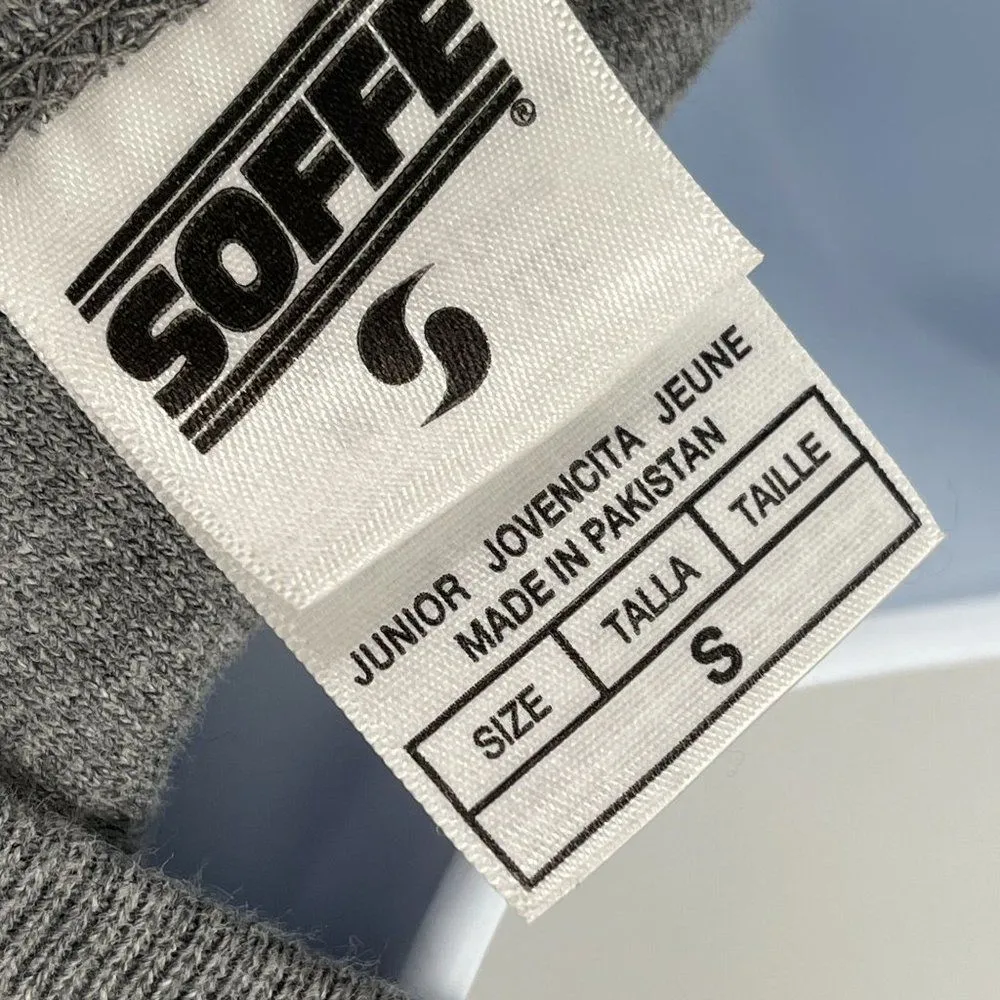 SOFFE®
JUNIOR JOVENCITA JEUNE
MADE IN PAKISTAN
SIZE TALLA TAILLE
S